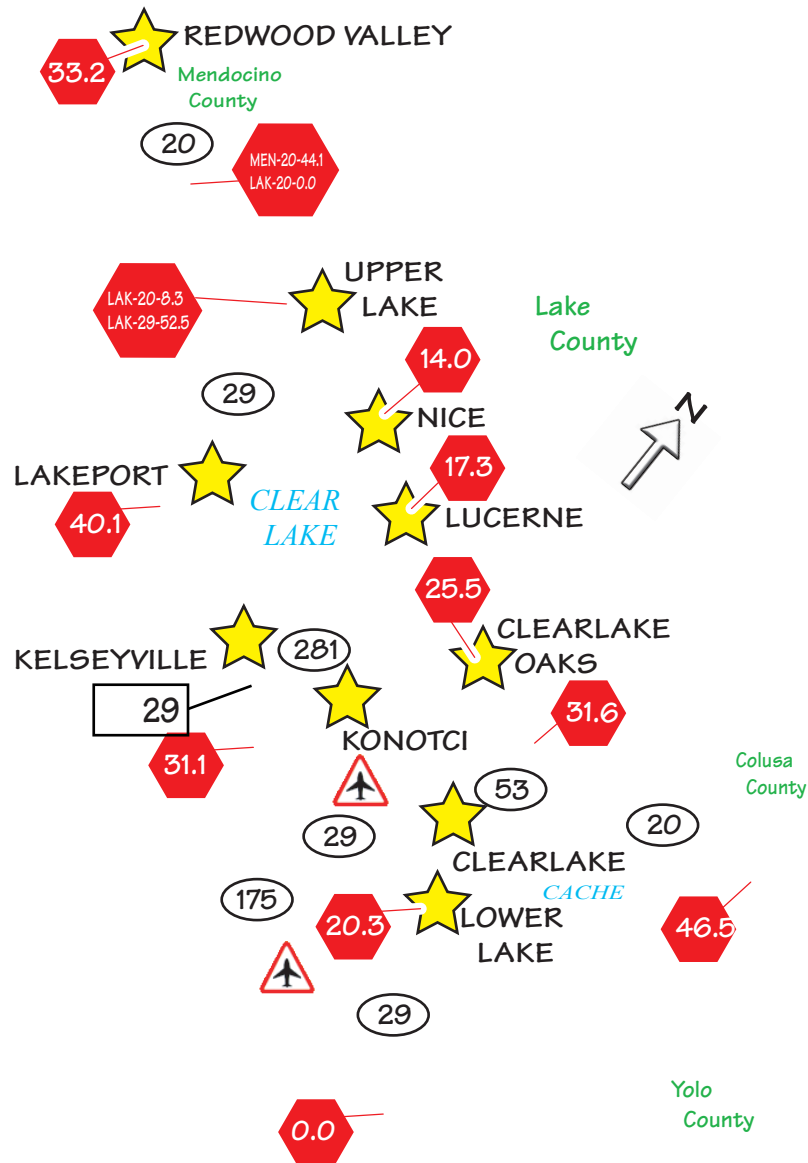 REDWOOD VALLEY
33.2
Mendocino
County
20
MEN-20-44.1
LAK-20-0.0
UPPER
LAKE
LAK-20-8.3
LAK-29-52.5
Lake
County
14.0
29
N
NICE
17.3
LAKEPORT
40.1
CLEAR
LAKE
LUCERNE
25.5
CLEARLAKE
OAKS
281
KELSEYVILLE
29
31.6
KONOTCI
31.1
Colusa
County
53
29
20
CLEARLAKE
CACHE
175
20.3
LOWER
LAKE
46.5
29
Yolo
County
0.0